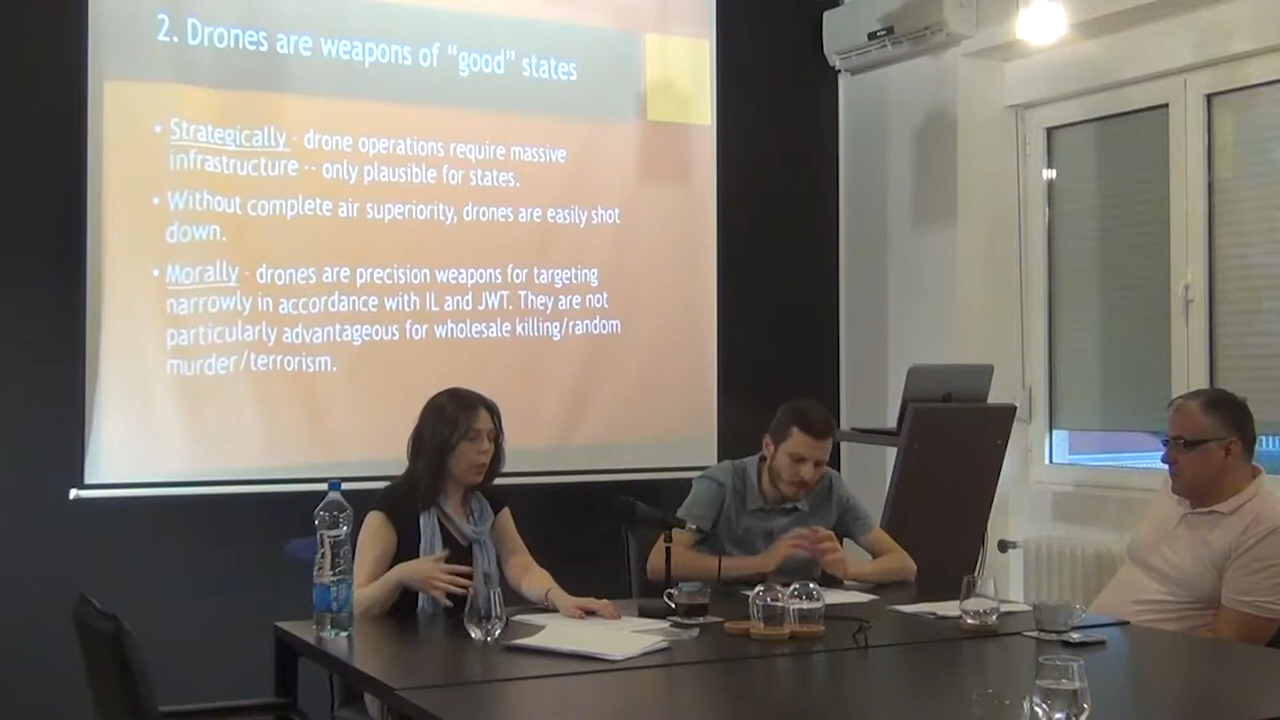 2. Drones are weapons of “good” states
• Strategically - drone operations require massive
infrastructure -- only plausible for states.
• Without complete air superiority, drones are easily shot
down.
• Morally - drones are precision weapons for targeting
narrowly in accordance with IL and JWT. They are not
particularly advantageous for wholesale killing/random
murder/terrorism.